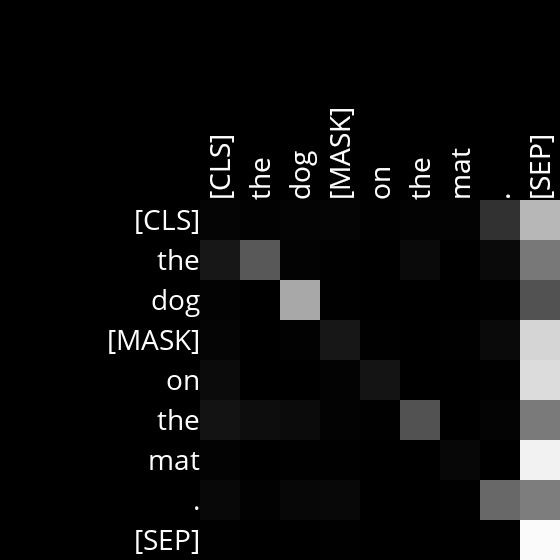 [CLS] the dog [MASK] on the mat . [SEP]
[CLS]
the
dog
[MASK]
on
the
mat
.
[SEP]